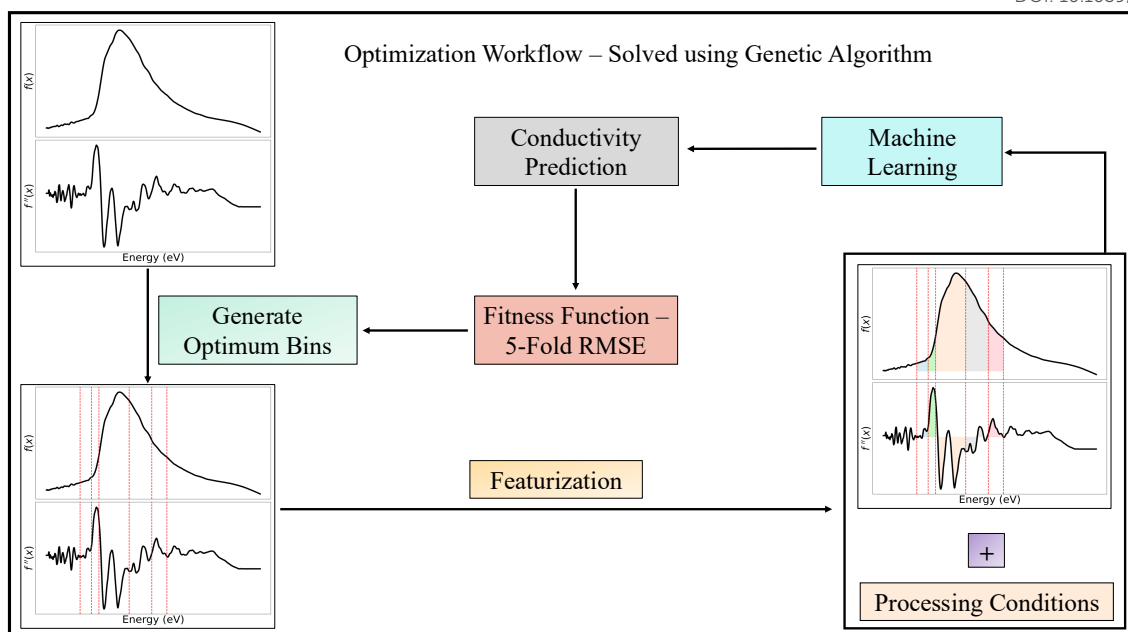 Optimization Workflow – Solved using Genetic Algorithm
f(x)
f''(x)
Energy (eV)
Conductivity
Prediction
Machine
Learning
Generate
Optimum Bins
Fitness Function –
5-Fold RMSE
f(x)
f''(x)
Energy (eV)
Featurization
f(x)
f''(x)
Energy (eV)
+
Processing Conditions